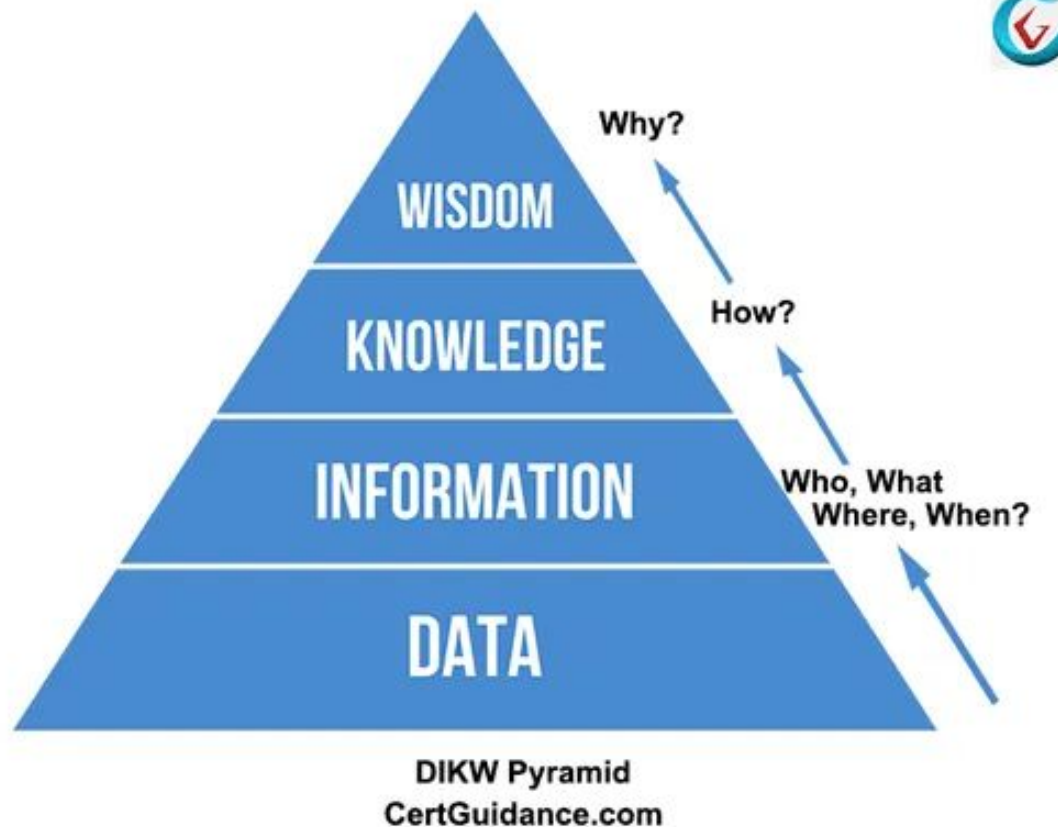 Why?
WISDOM
How?
KNOWLEDGE
Who, What
Where, When?
INFORMATION
DATA
DIKW Pyramid
CertGuidance.com